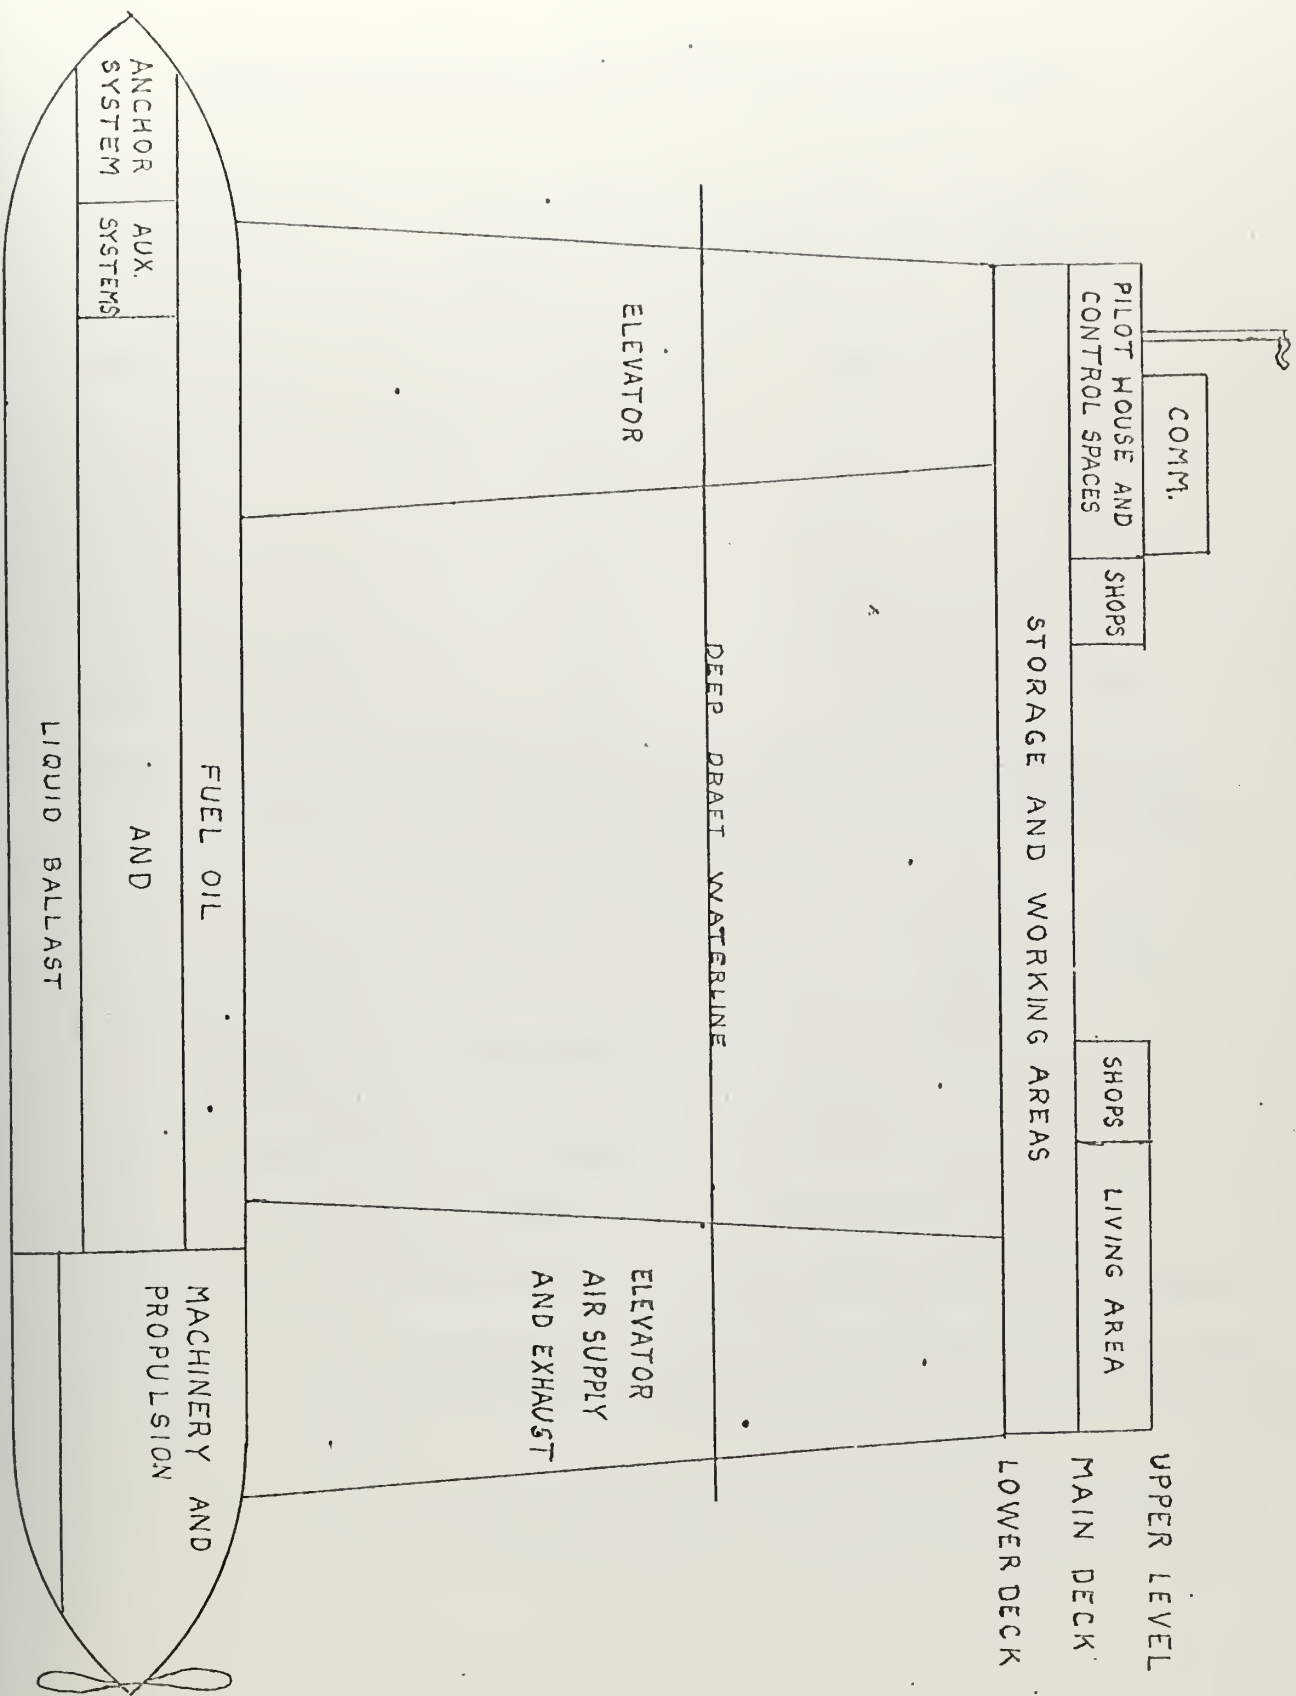 COMM.
PILOT HOUSE AND
CONTROL SPACES
SHOPS
SHOPS
LIVING AREA
UPPER LEVEL
MAIN DECK
LOWER DECK
STORAGE AND WORKING AREAS
DEEP DRAFT WATERLINE
ELEVATOR
ELEVATOR
AIR SUPPLY
AND EXHAUST
FUEL OIL
ANCHOR
SYSTEM
AUX.
SYSTEMS
AND
LIQUID BALLAST
MACHINERY AND
PROPULSION